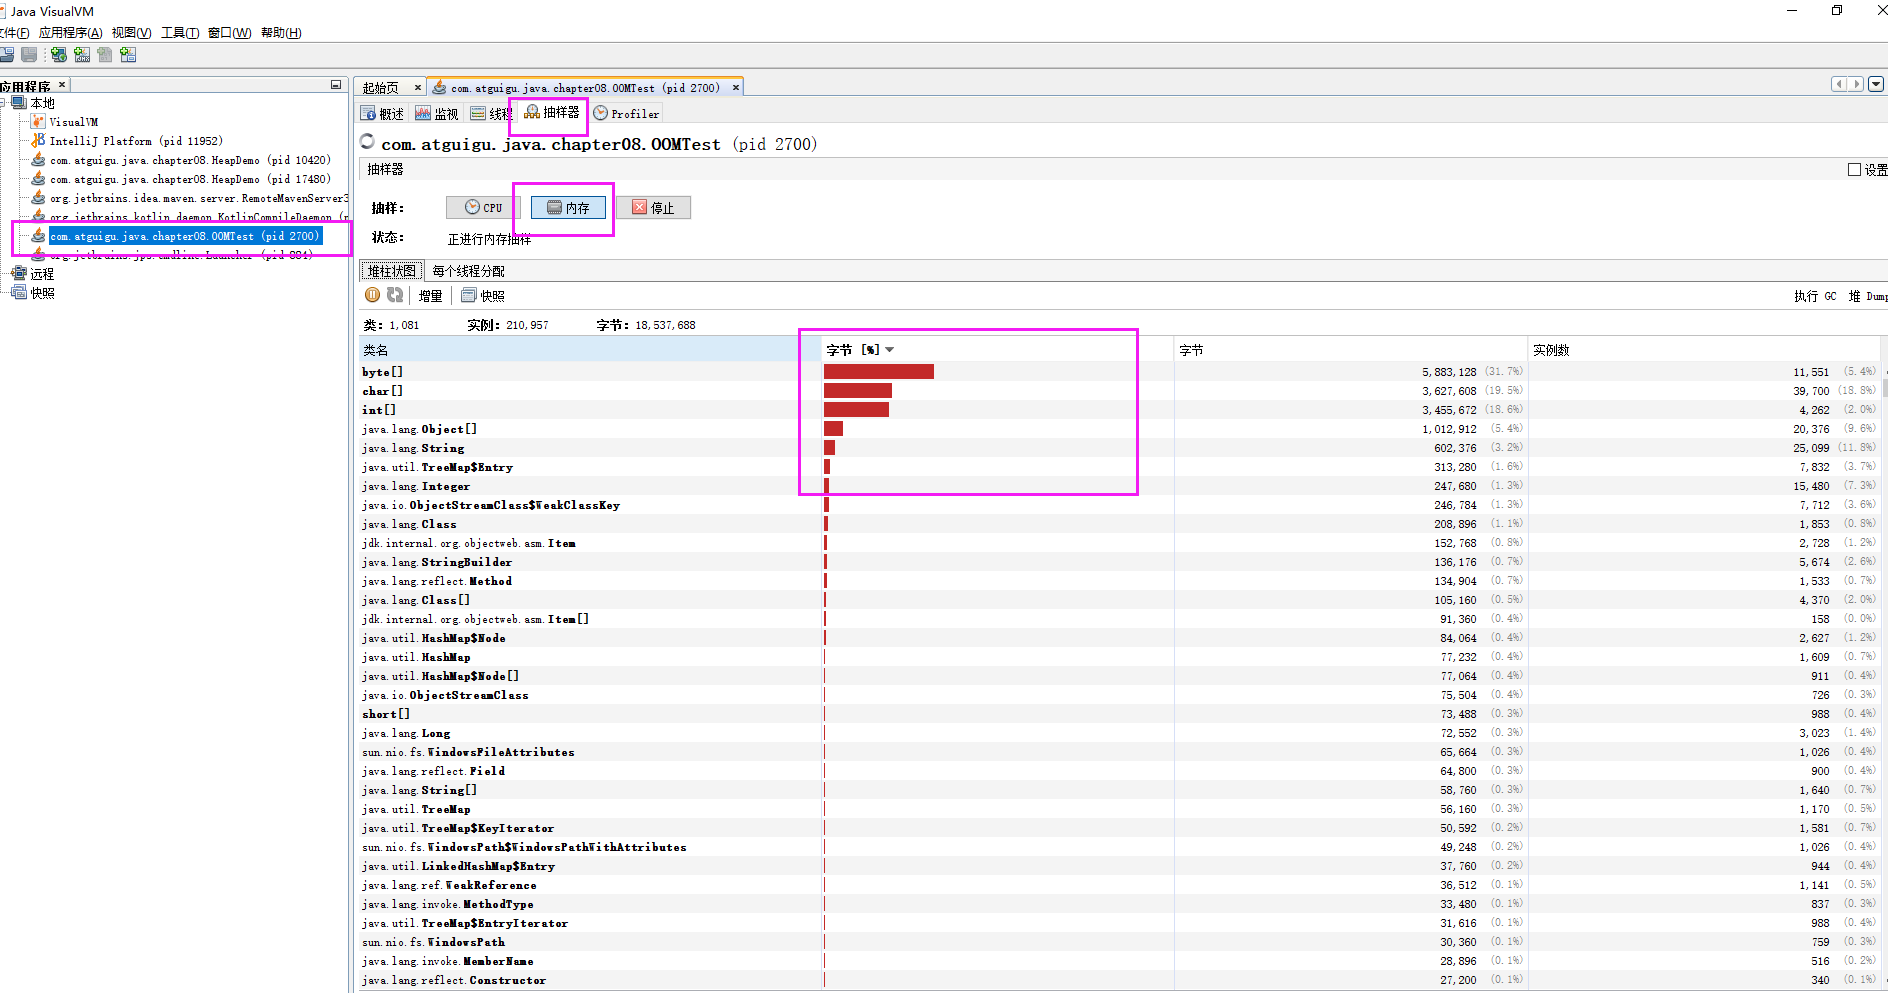 Java VisualVM
文件(F) 应用程序(A) 视图(V) 工具(T) 窗口(W) 帮助(H)
应用程序 ×
本地
VisualVM
IntelliJ Platform (pid 11952)
com.atguigu.java.chapter08.HeapDemo (pid 10420)
com.atguigu.java.chapter08.HeapDemo (pid 17480)
org.jetbrains.idea.maven.server.RemoteMavenServer3
org.jetbrains.kotlin.daemon.KotlinCompileDaemon (p
com.atguigu.java.chapter08.OOMTest (pid 2700)
org.jetbrains.jps.cmdline.Launcher (pid 884)
远程
快照
起始页 × com.atguigu.java.chapter08.OOMTest (pid 2700) ×
概述 监视 线程 抽样器 Profiler
com.atguigu.java.chapter08.OOMTest (pid 2700)
抽样器 设置
抽样: CPU 内存 停止
状态: 正进行内存抽样
堆柱状图 每个线程分配
增量 快照 执行 GC 堆 Dump
类: 1,081 实例: 210,957 字节: 18,537,688
类名 字节 [%] 字节 实例数
byte[] 5,883,128 (31.7%) 11,551 (5.4%)
char[] 3,627,608 (19.5%) 39,700 (18.8%)
int[] 3,455,672 (18.6%) 4,262 (2.0%)
java.lang.Object[] 1,012,912 (5.4%) 20,376 (9.6%)
java.lang.String 602,376 (3.2%) 25,099 (11.8%)
java.util.TreeMap$Entry 313,280 (1.6%) 7,832 (3.7%)
java.lang.Integer 247,680 (1.3%) 15,480 (7.3%)
java.io.ObjectStreamClass$WeakClassKey 246,784 (1.3%) 7,712 (3.6%)
java.lang.Class 208,896 (1.1%) 1,853 (0.8%)
jdk.internal.org.objectweb.asm.Item 152,768 (0.8%) 2,728 (1.2%)
java.lang.StringBuilder 136,176 (0.7%) 5,674 (2.6%)
java.lang.reflect.Method 134,904 (0.7%) 1,533 (0.7%)
java.lang.Class[] 105,160 (0.5%) 4,370 (2.0%)
jdk.internal.org.objectweb.asm.Item[] 91,360 (0.4%) 158 (0.0%)
java.util.HashMap$Node 84,064 (0.4%) 2,627 (1.2%)
java.util.HashMap 77,232 (0.4%) 1,609 (0.7%)
java.util.HashMap$Node[] 77,064 (0.4%) 911 (0.4%)
java.io.ObjectStreamClass 75,504 (0.4%) 726 (0.3%)
short[] 73,488 (0.3%) 988 (0.4%)
java.lang.Long 72,552 (0.3%) 3,023 (1.4%)
sun.nio.fs.WindowsFileAttributes 65,664 (0.3%) 1,026 (0.4%)
java.lang.reflect.Field 64,800 (0.3%) 900 (0.4%)
java.lang.String[] 58,760 (0.3%) 1,640 (0.7%)
java.util.TreeMap 56,160 (0.3%) 1,170 (0.5%)
java.util.TreeMap$KeyIterator 50,592 (0.2%) 1,581 (0.7%)
sun.nio.fs.WindowsPath$WindowsPathWithAttributes 49,248 (0.2%) 1,026 (0.4%)
java.util.LinkedHashMap$Entry 37,760 (0.2%) 944 (0.4%)
java.lang.ref.WeakReference 36,512 (0.1%) 1,141 (0.5%)
java.lang.invoke.MethodType 33,480 (0.1%) 837 (0.3%)
java.util.TreeMap$EntryIterator 31,616 (0.1%) 988 (0.4%)
sun.nio.fs.WindowsPath 30,360 (0.1%) 759 (0.3%)
java.lang.invoke.MemberName 28,896 (0.1%) 516 (0.2%)
java.lang.reflect.Constructor 27,200 (0.1%) 340 (0.1%)